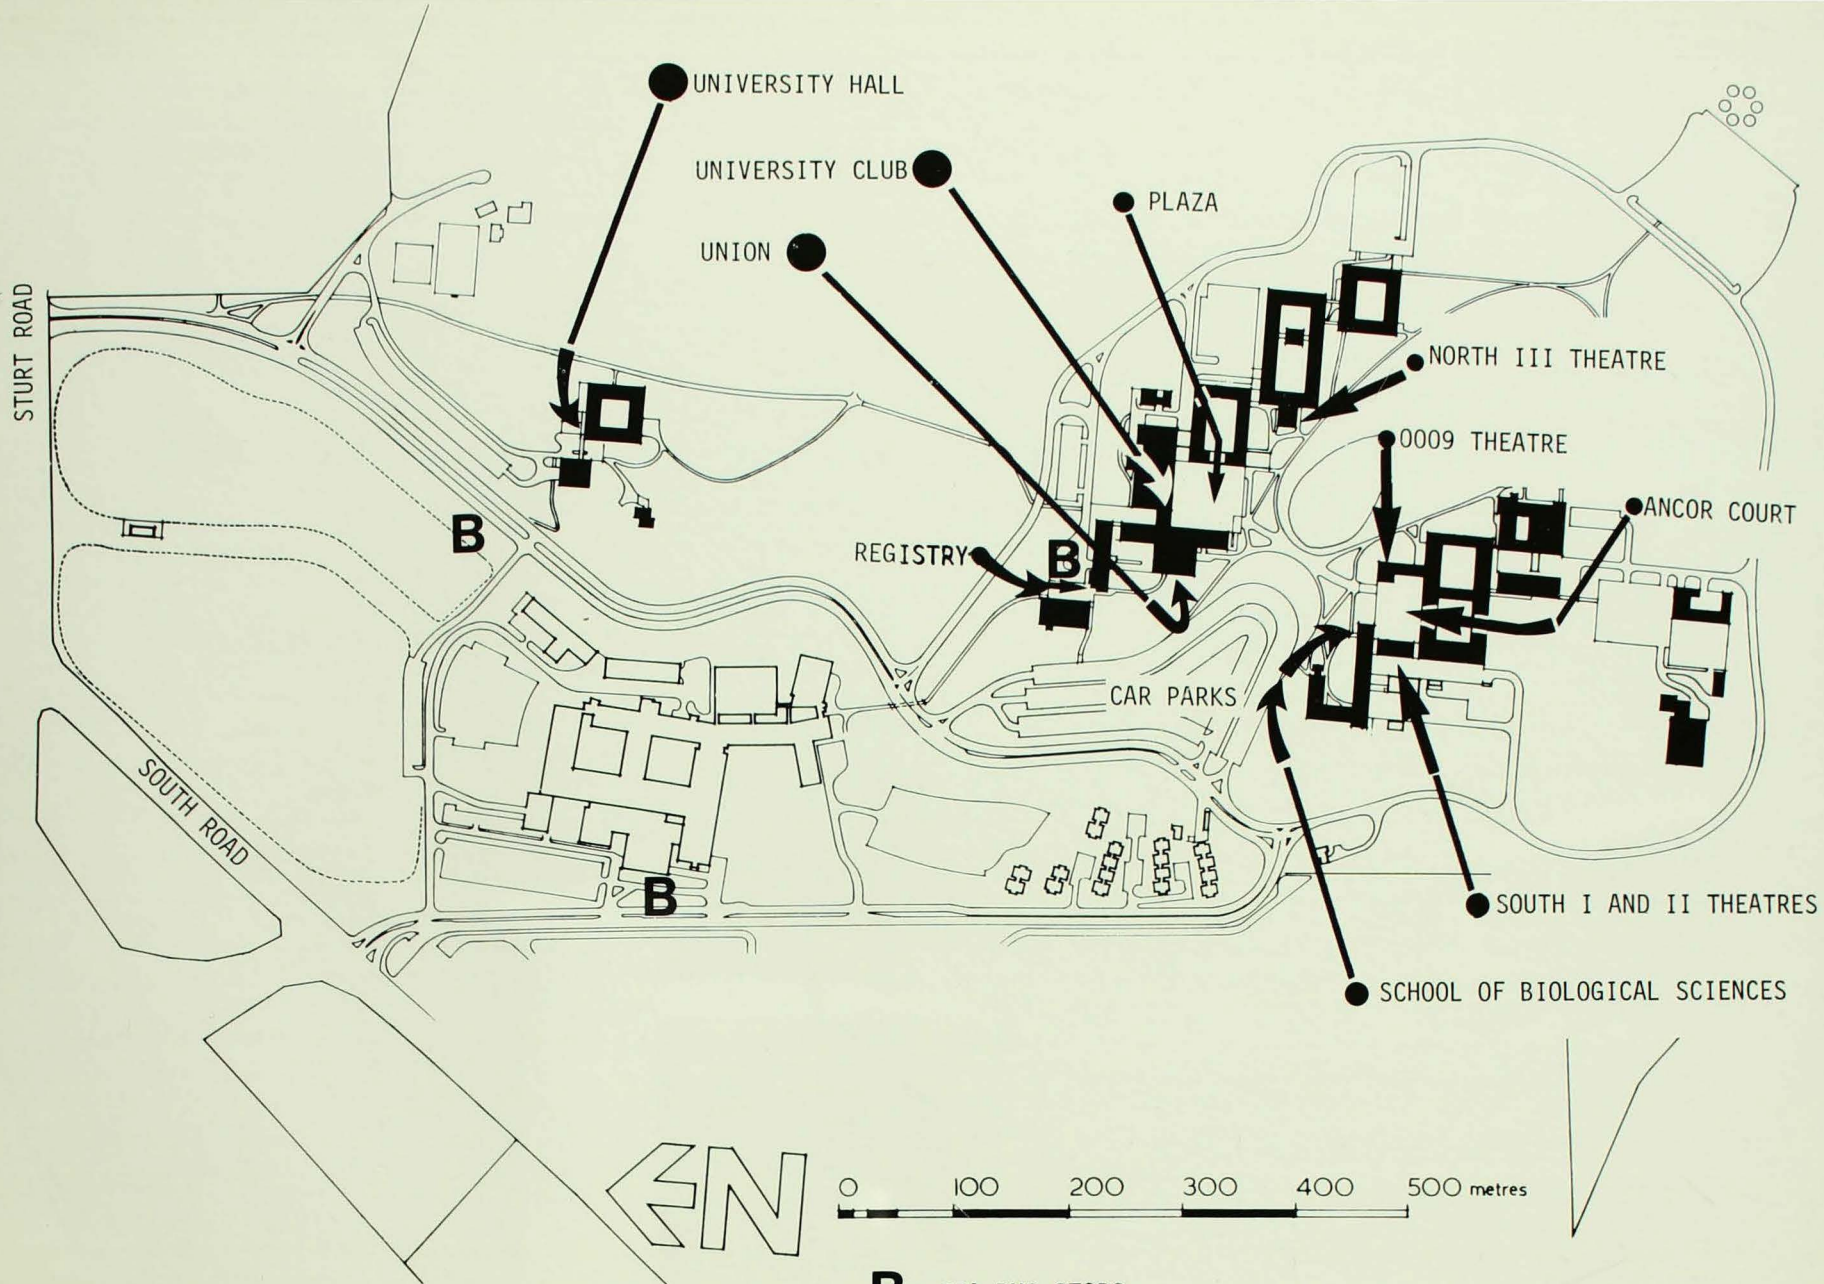 UNIVERSITY HALL
UNIVERSITY CLUB
PLAZA
UNION
STURT ROAD
NORTH III THEATRE
0009 THEATRE
ANCOR COURT
B
REGISTRY
B
CAR PARKS
SOUTH ROAD
B
SOUTH I AND II THEATRES
SCHOOL OF BIOLOGICAL SCIENCES
N
0 100 200 300 400 500 metres
B